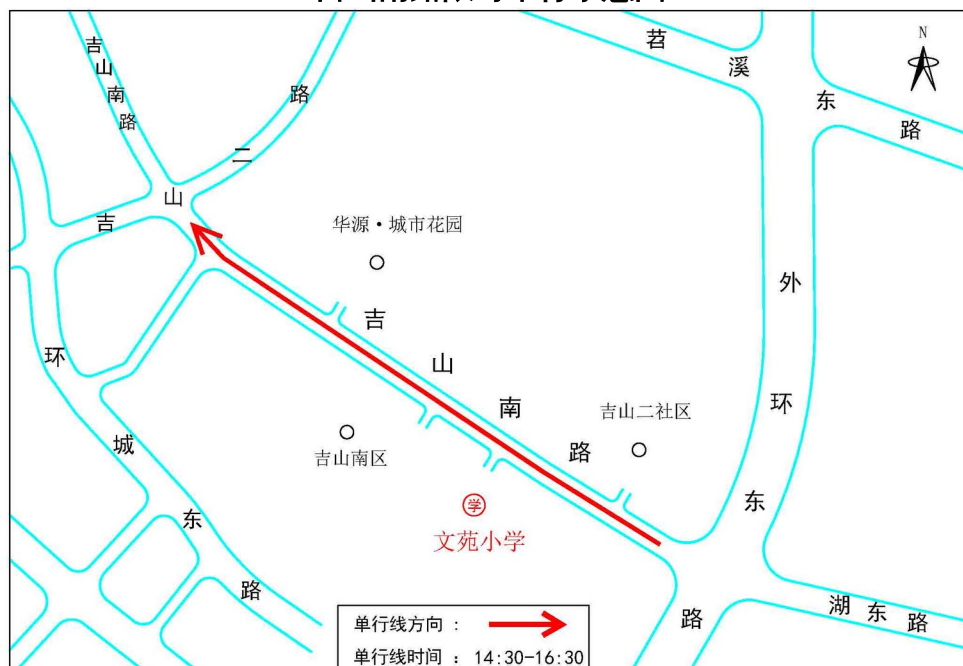 吉山南路
吉山二路
苕溪东路
N
华源·城市花园
吉山南路
外环东路
吉山二社区
环城东路
吉山南区
学
文苑小学
湖东路
单行线方向：
单行线时间：14:30-16:30